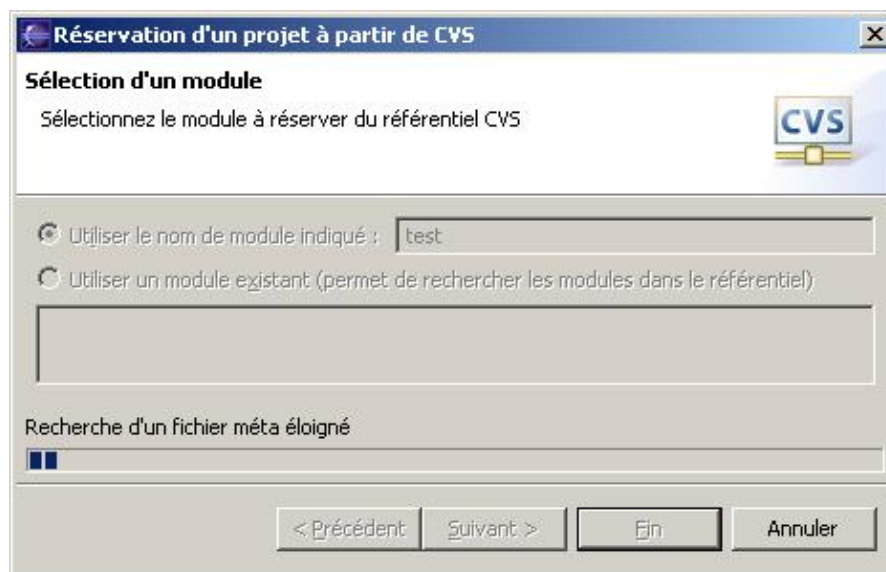 Réservation d'un projet à partir de CVS
Sélection d'un module
Sélectionnez le module à réserver du référentiel CVS
CVS
Utiliser le nom de module indiqué :
test
Utiliser un module existant (permet de rechercher les modules dans le référentiel)
Recherche d'un fichier méta éloigné
< Précédent
Suivant >
Fin
Annuler